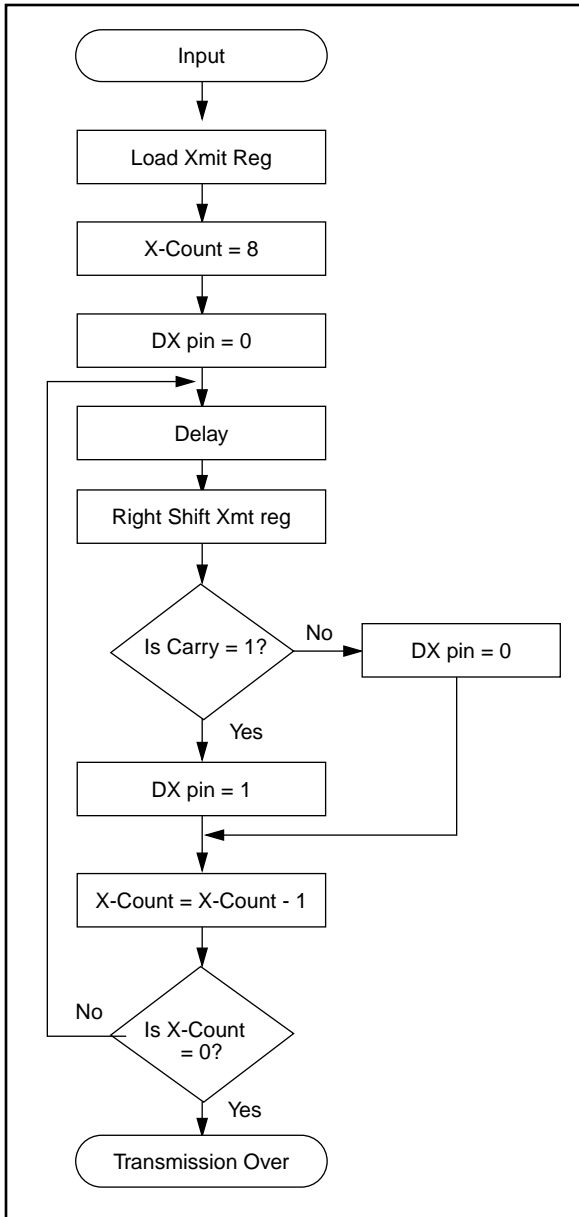 Input
Load Xmit Reg
X-Count = 8
DX pin = 0
Delay
Right Shift Xmt reg
Is Carry = 1?
No
DX pin = 0
Yes
DX pin = 1
X-Count = X-Count - 1
No
Is X-Count
= 0?
Yes
Transmission Over